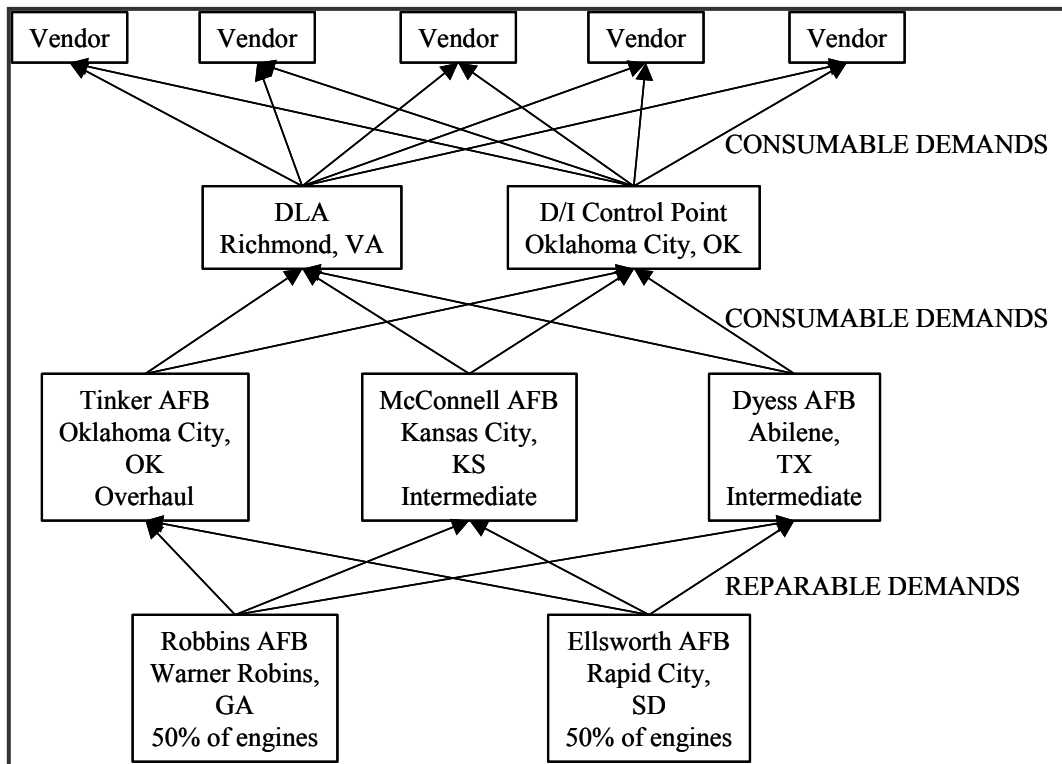 Vendor
Vendor
Vendor
Vendor
Vendor
CONSUMABLE DEMANDS
DLA
Richmond, VA
D/I Control Point
Oklahoma City, OK
CONSUMABLE DEMANDS
Tinker AFB
Oklahoma City,
OK
Overhaul
McConnell AFB
Kansas City,
KS
Intermediate
Dyess AFB
Abilene,
TX
Intermediate
REPARABLE DEMANDS
Robbins AFB
Warner Robins,
GA
50% of engines
Ellsworth AFB
Rapid City,
SD
50% of engines